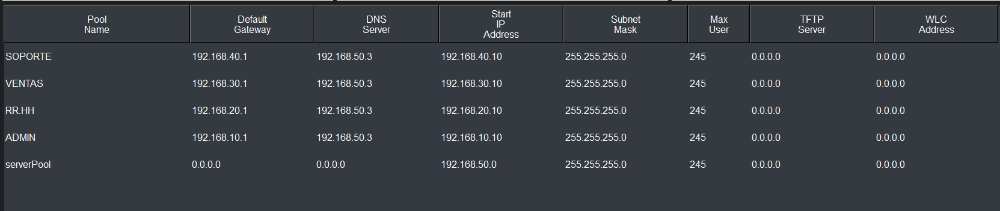 Pool Name Default Gateway DNS Server Start IP Address Subnet Mask Max User TFTP Server WLC Address
SOPORTE 192.168.40.1 192.168.50.3 192.168.40.10 255.255.255.0 245 0.0.0.0 0.0.0.0
VENTAS 192.168.30.1 192.168.50.3 192.168.30.10 255.255.255.0 245 0.0.0.0 0.0.0.0
RR.HH 192.168.20.1 192.168.50.3 192.168.20.10 255.255.255.0 245 0.0.0.0 0.0.0.0
ADMIN 192.168.10.1 192.168.50.3 192.168.10.10 255.255.255.0 245 0.0.0.0 0.0.0.0
serverPool 0.0.0.0 0.0.0.0 192.168.50.0 255.255.255.0 245 0.0.0.0 0.0.0.0